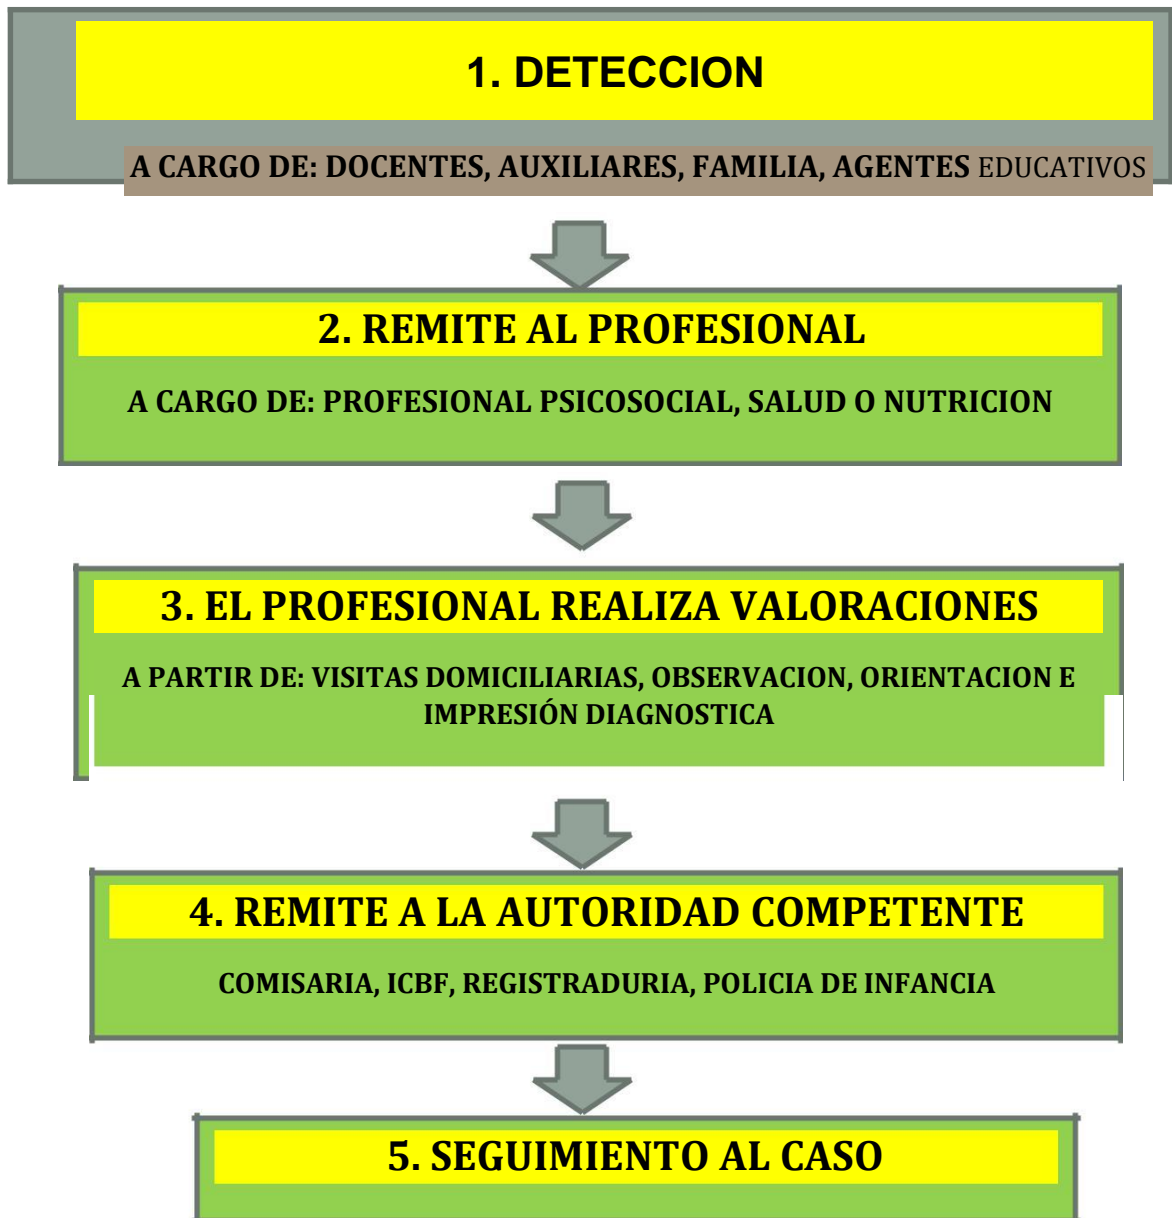 1. DETECCION
A CARGO DE: DOCENTES, AUXILIARES, FAMILIA, AGENTES EDUCATIVOS
2. REMITE AL PROFESIONAL
A CARGO DE: PROFESIONAL PSICOSOCIAL, SALUD O NUTRICION
3. EL PROFESIONAL REALIZA VALORACIONES
A PARTIR DE: VISITAS DOMICILIARIAS, OBSERVACION, ORIENTACION E
IMPRESIÓN DIAGNOSTICA
4. REMITE A LA AUTORIDAD COMPETENTE
COMISARIA, ICBF, REGISTRADURIA, POLICIA DE INFANCIA
5. SEGUIMIENTO AL CASO